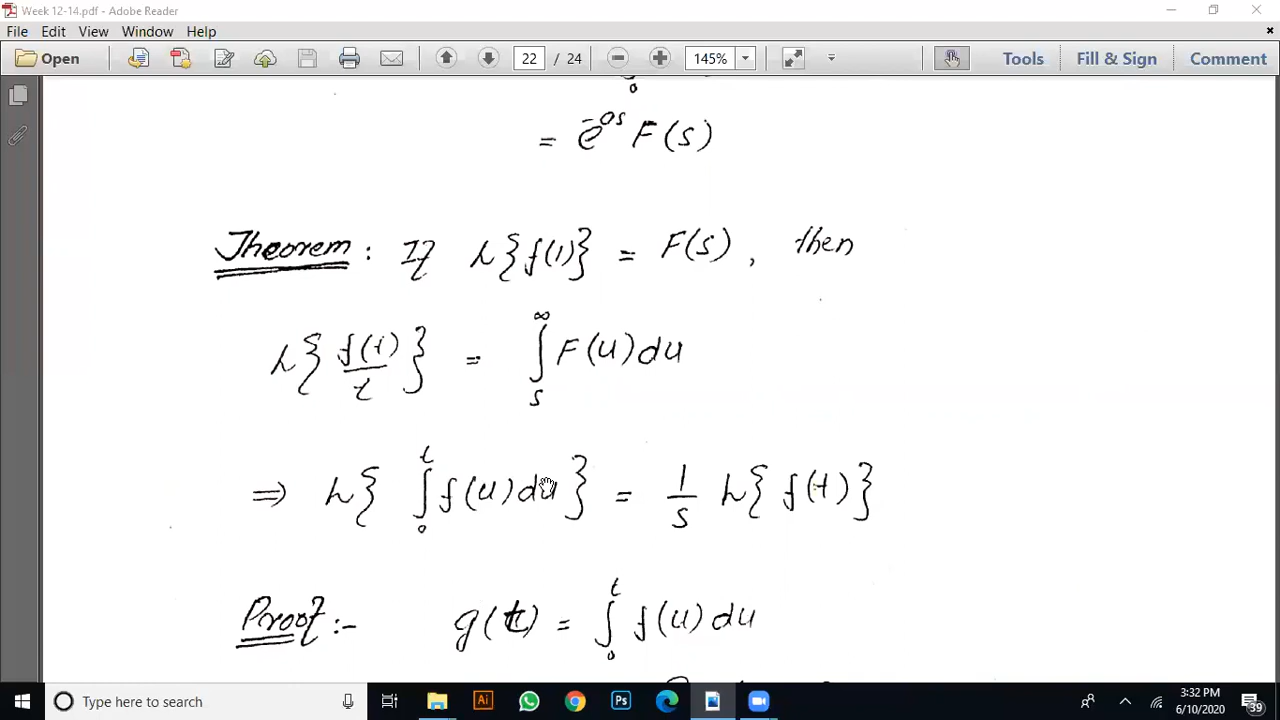 Week 12-14.pdf - Adobe Reader
File Edit View Window Help
Open 22 / 24 145% Tools Fill & Sign Comment
0
= e^{-as} F(s)
Theorem : If L{f(t)} = F(s), then
L{f(t)/t} = ∫_s^∞ F(u)du
⇒ L{∫_0^t f(u)du} = 1/s L{f(t)}
Proof :- g(t) = ∫_0^t f(u)du
Type here to search
3:32 PM
6/10/2020
39